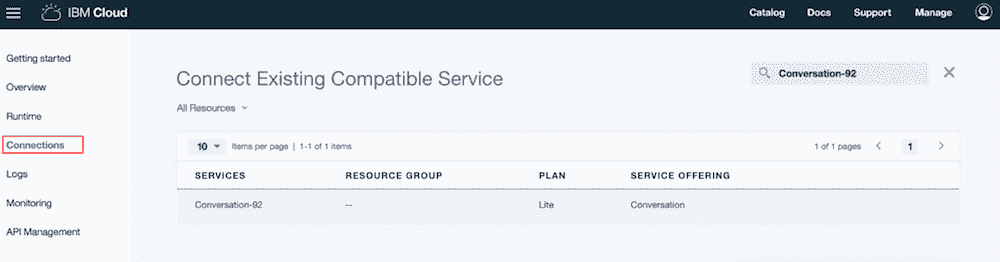 IBM Cloud
Catalog Docs Support Manage
Getting started
Overview
Runtime
Connections
Logs
Monitoring
API Management
Connect Existing Compatible Service
Conversation-92
All Resources
10 Items per page | 1-1 of 1 items
1 of 1 pages 1
SERVICES RESOURCE GROUP PLAN SERVICE OFFERING
Conversation-92 -- Lite Conversation